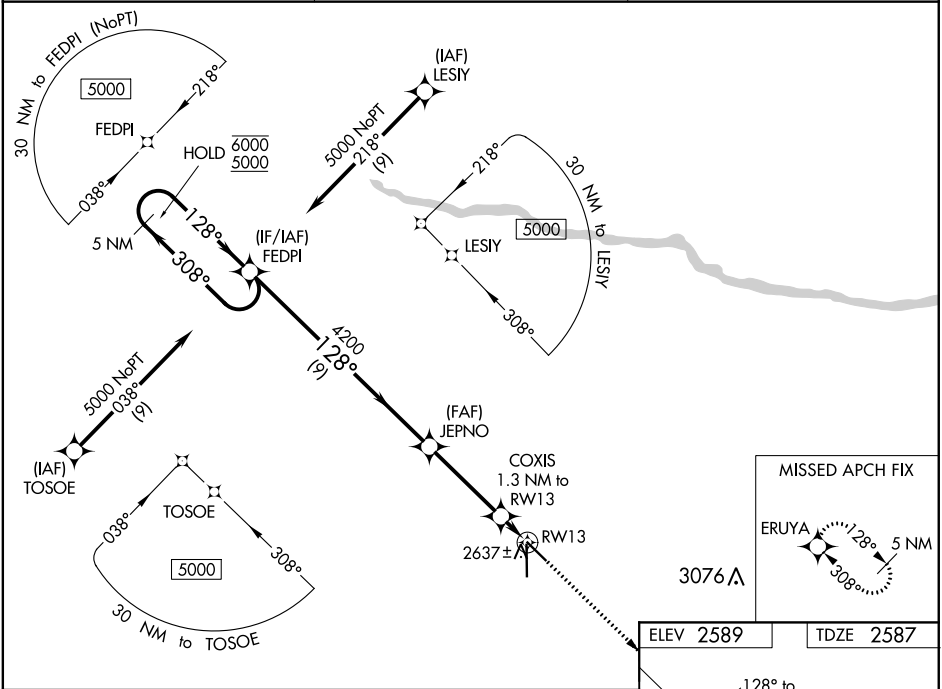 30 NM to FEDPI (NoPT)
5000
218°
FEDPI
038°
HOLD 6000
5000
(IAF)
LESIY
5000 NoPT
218°
(9)
128°
5 NM
308°
(IF/IAF)
FEDPI
218°
30 NM to LESIY
5000
LESIY
308°
4200
128°
(9)
5000 NoPT
038°
(9)
(IAF)
TOSOE
(FAF)
JEPNO
COXIS
1.3 NM to
RW13
RW13
2637±
038°
TOSOE
308°
5000
30 NM to TOSOE
3076
MISSED APCH FIX
ERUYA
128°
5 NM
308°
ELEV 2589
TDZE 2587
128° to